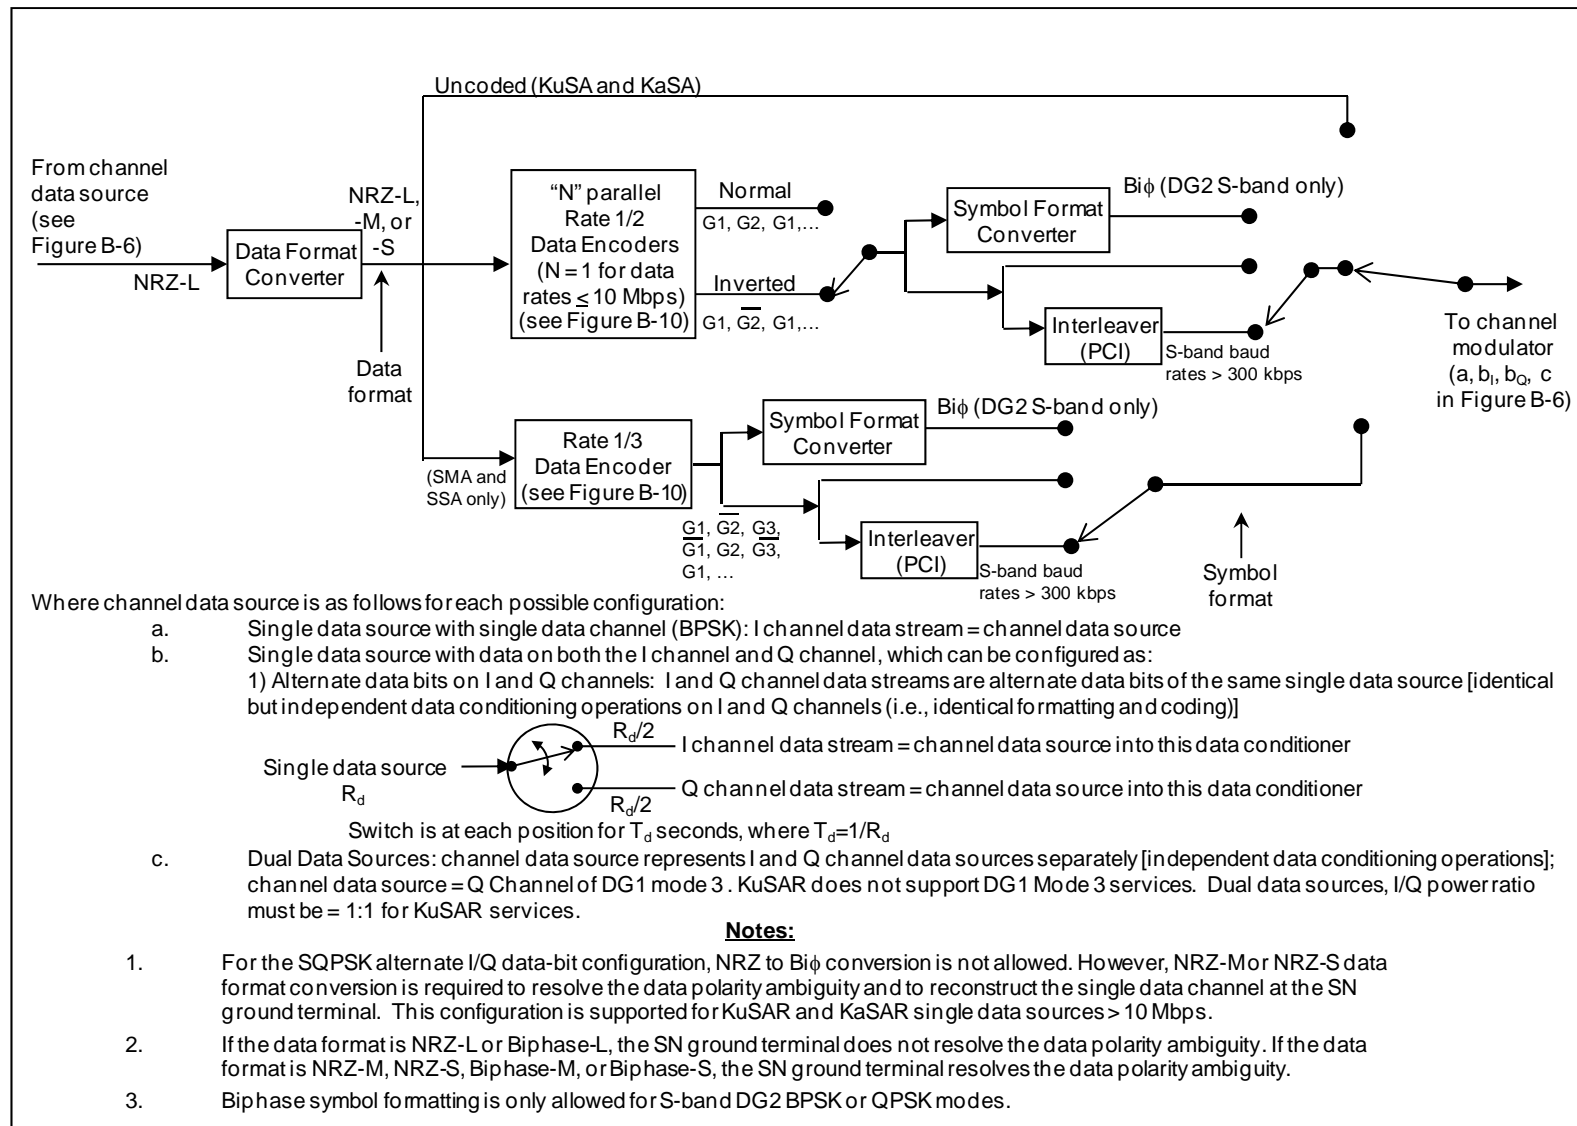 Uncoded (KuSA and KaSA)
From channel
data source
(see
Figure B-6)
NRZ-L
Data Format
Converter
NRZ-L,
-M, or
-S
Data
format
“N” parallel
Rate 1/2
Data Encoders
(N = 1 for data
rates ≤ 10 Mbps)
(see Figure B-10)
Normal
G1, G2, G1,...
Inverted
G1, G̅2̅, G1,...
Symbol Format
Converter
Biϕ (DG2 S-band only)
Interleaver
(PCI)
S-band baud
rates > 300 kbps
To channel
modulator
(a, bI, bQ, c
in Figure B-6)
(SMA and
SSA only)
Rate 1/3
Data Encoder
(see Figure B-10)
G1, G̅2̅, G3,
G̅1̅, G2, G̅3̅,
G1, ...
Symbol Format
Converter
Biϕ (DG2 S-band only)
Interleaver
(PCI)
S-band baud
rates > 300 kbps
Symbol
format
Where channel data source is as follows for each possible configuration:
a. Single data source with single data channel (BPSK): I channel data stream = channel data source
b. Single data source with data on both the I channel and Q channel, which can be configured as:
1) Alternate data bits on I and Q channels: I and Q channel data streams are alternate data bits of the same single data source [identical
but independent data conditioning operations on I and Q channels (i.e., identical formatting and coding)]
Single data source
Rd
Rd/2
I channel data stream = channel data source into this data conditioner
Q channel data stream = channel data source into this data conditioner
Rd/2
Switch is at each position for Td seconds, where Td=1/Rd
c. Dual Data Sources: channel data source represents I and Q channel data sources separately [independent data conditioning operations];
channel data source = Q Channel of DG1 mode 3 . KuSAR does not support DG1 Mode 3 services. Dual data sources, I/Q power ratio
must be = 1:1 for KuSAR services.
Notes:
1. For the SQPSK alternate I/Q data-bit configuration, NRZ to Biϕ conversion is not allowed. However, NRZ-M or NRZ-S data
format conversion is required to resolve the data polarity ambiguity and to reconstruct the single data channel at the SN
ground terminal. This configuration is supported for KuSAR and KaSAR single data sources > 10 Mbps.
2. If the data format is NRZ-L or Biphase-L, the SN ground terminal does not resolve the data polarity ambiguity. If the data
format is NRZ-M, NRZ-S, Biphase-M, or Biphase-S, the SN ground terminal resolves the data polarity ambiguity.
3. Biphase symbol formatting is only allowed for S-band DG2 BPSK or QPSK modes.